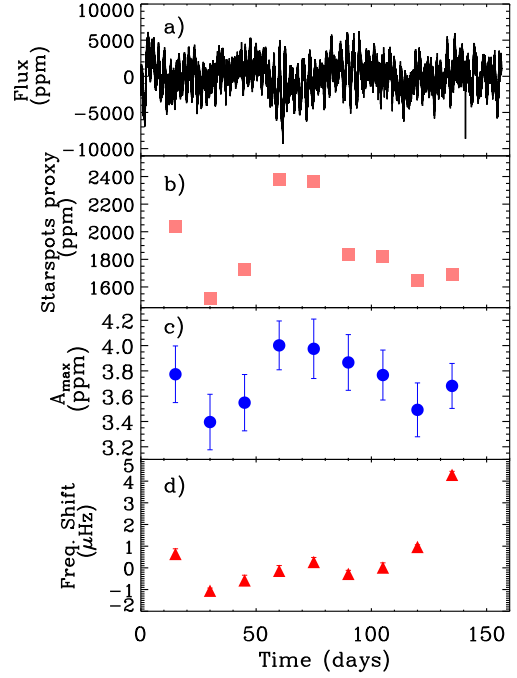 a)
10000
5000
0
−5000
−10000
Flux
(ppm)
b)
2400
2200
2000
1800
1600
Starspots proxy
(ppm)
c)
4.2
4.0
3.8
3.6
3.4
3.2
Amax
(ppm)
d)
5
4
3
2
1
0
−1
−2
Freq. Shift
(μHz)
0 50 100 150
Time (days)